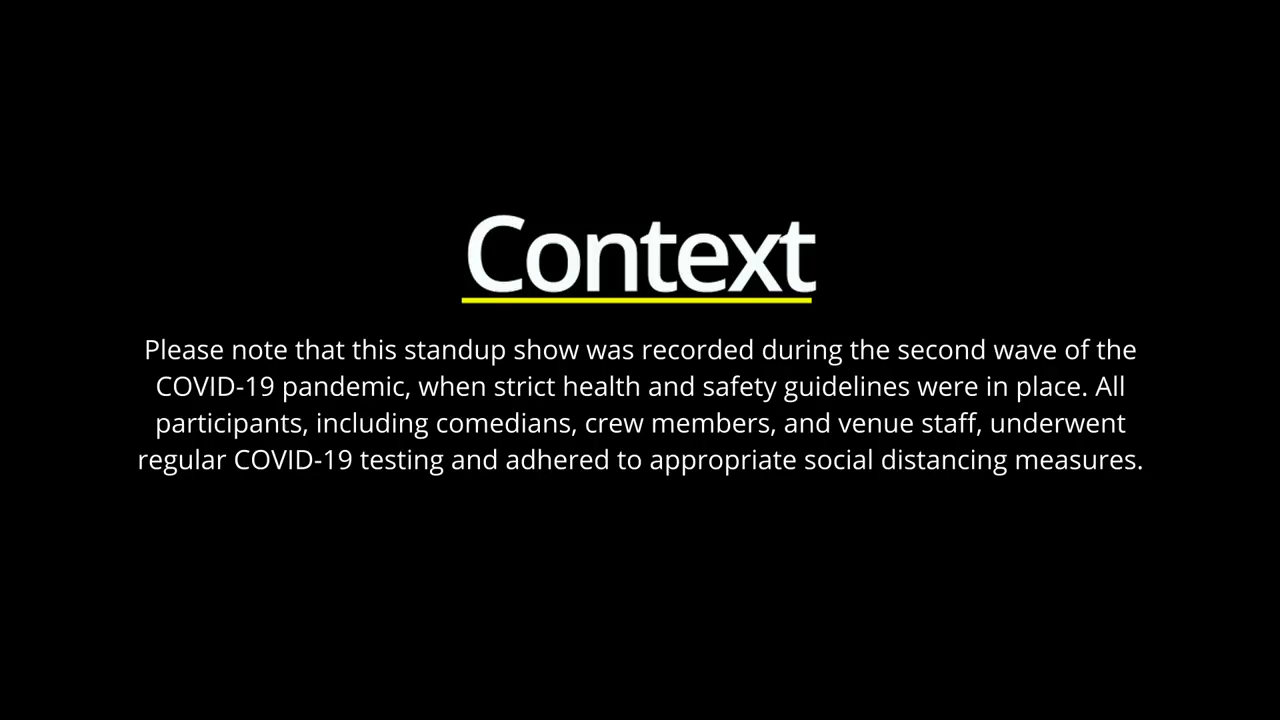 Context
Please note that this standup show was recorded during the second wave of the
COVID-19 pandemic, when strict health and safety guidelines were in place. All
participants, including comedians, crew members, and venue staff, underwent
regular COVID-19 testing and adhered to appropriate social distancing measures.